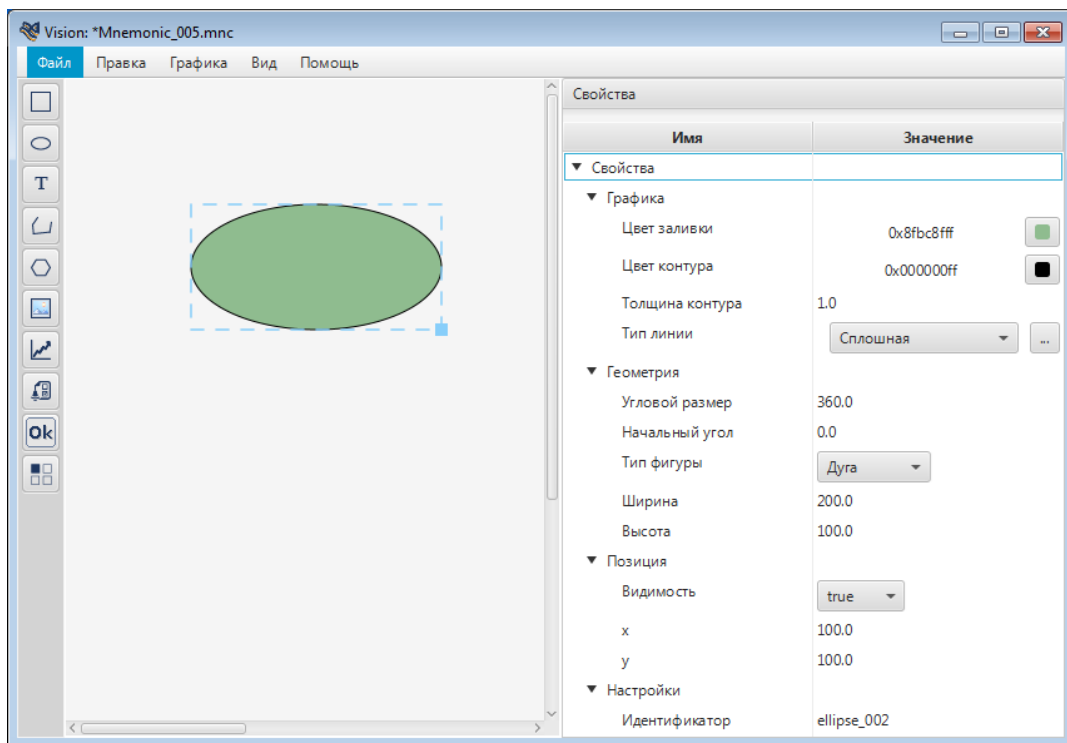 Vision: *Mnemonic_005.mnc
Файл Правка Графика Вид Помощь
T
Ok
Свойства
Имя Значение
Свойства
Графика
Цвет заливки 0x8fbc8fff
Цвет контура 0x000000ff
Толщина контура 1.0
Тип линии Сплошная ...
Геометрия
Угловой размер 360.0
Начальный угол 0.0
Тип фигуры Дуга
Ширина 200.0
Высота 100.0
Позиция
Видимость true
x 100.0
y 100.0
Настройки
Идентификатор ellipse_002